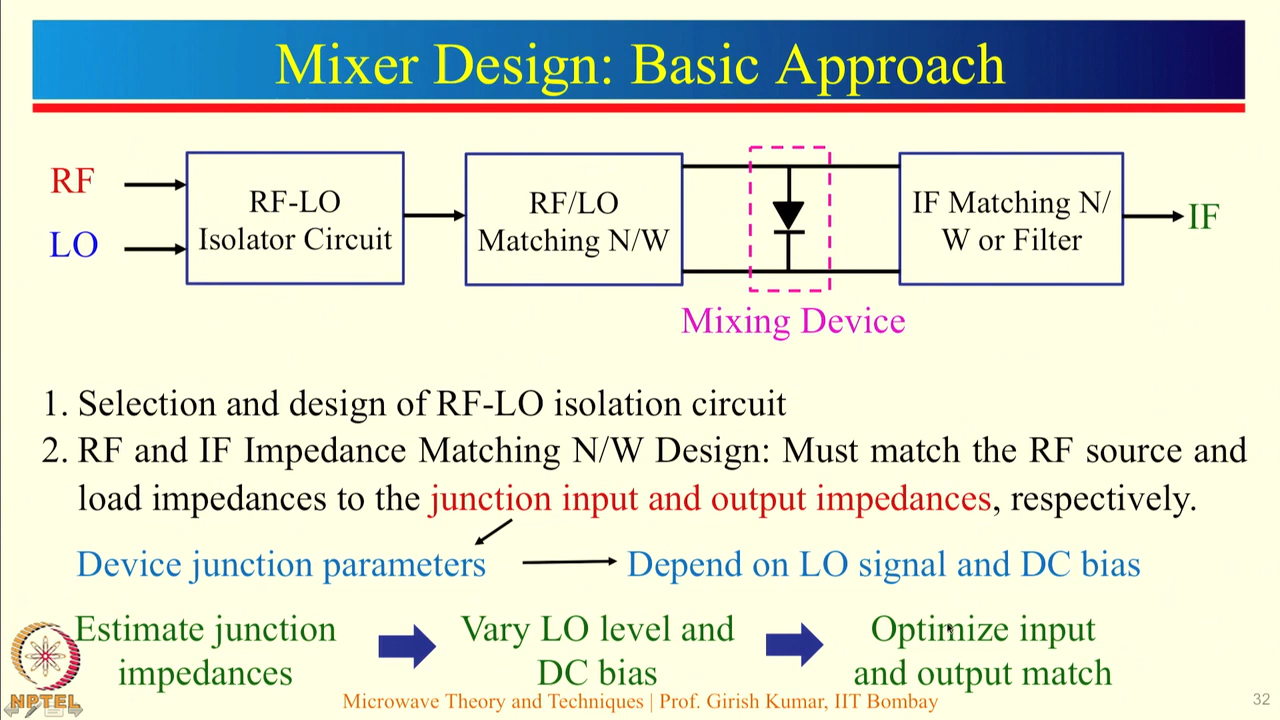 Mixer Design: Basic Approach
RF
LO
RF-LO
Isolator Circuit
RF/LO
Matching N/W
IF Matching N/
W or Filter
IF
Mixing Device
1. Selection and design of RF-LO isolation circuit
2. RF and IF Impedance Matching N/W Design: Must match the RF source and
load impedances to the junction input and output impedances, respectively.
Device junction parameters
Depend on LO signal and DC bias
Estimate junction
impedances
Vary LO level and
DC bias
Optimize input
and output match
NPTEL
Microwave Theory and Techniques | Prof. Girish Kumar, IIT Bombay
32